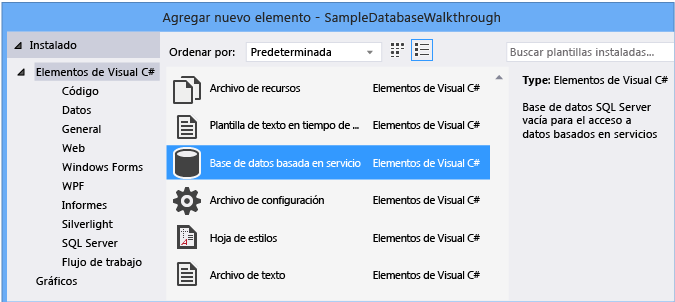 Agregar nuevo elemento - SampleDatabaseWalkthrough
Instalado
Ordenar por: Predeterminada
Buscar plantillas instaladas...
Elementos de Visual C#
Código
Datos
General
Web
Windows Forms
WPF
Informes
Silverlight
SQL Server
Flujo de trabajo
Gráficos
Archivo de recursos Elementos de Visual C#
Plantilla de texto en tiempo de ... Elementos de Visual C#
Base de datos basada en servicio Elementos de Visual C#
Archivo de configuración Elementos de Visual C#
Hoja de estilos Elementos de Visual C#
Archivo de texto Elementos de Visual C#
Type: Elementos de Visual C#
Base de datos SQL Server
vacía para el acceso a
datos basados en servicios